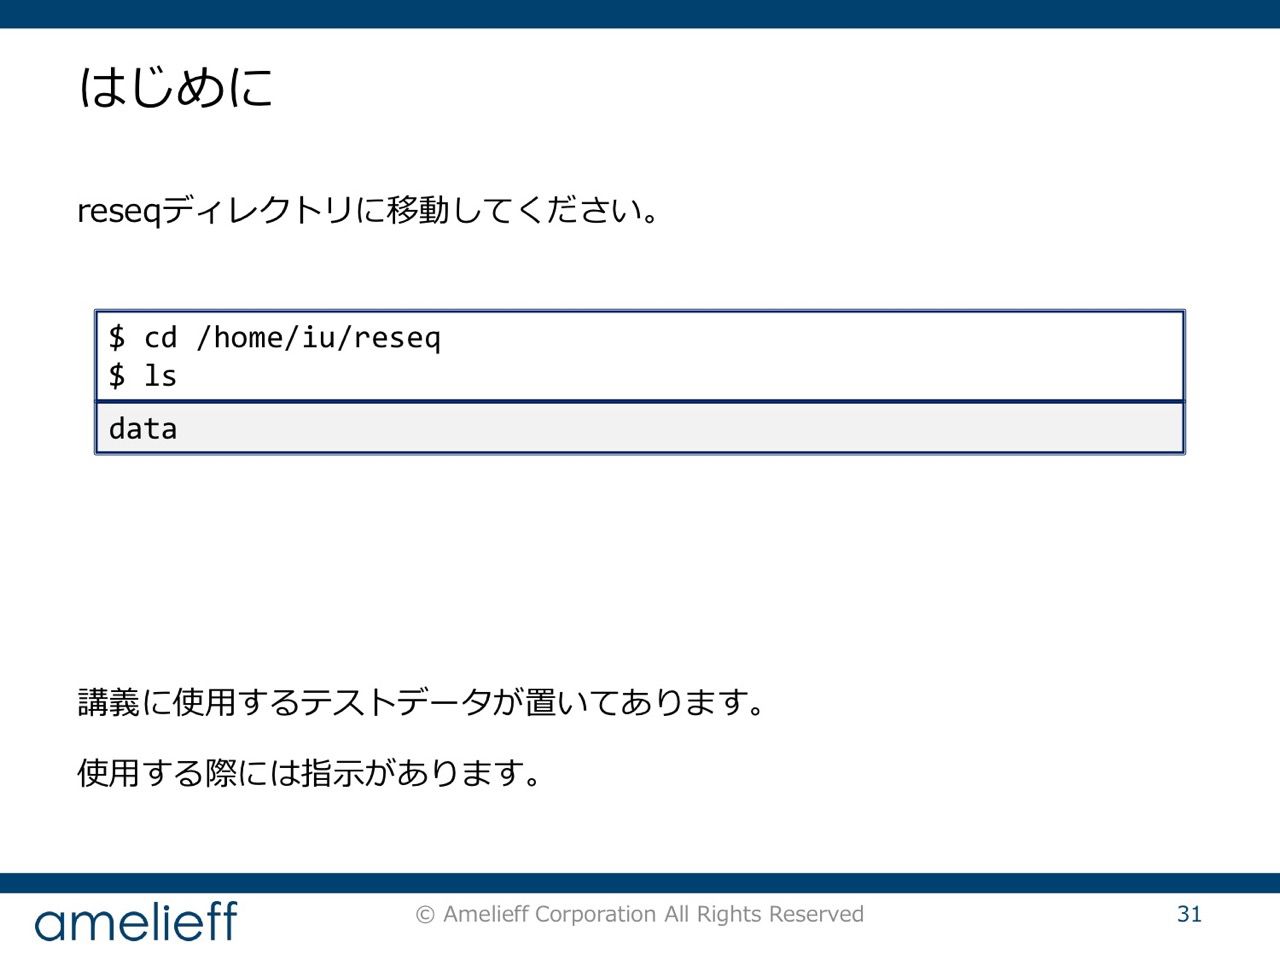 はじめに
reseqディレクトリに移動してください。
$ cd /home/iu/reseq
$ ls
data
講義に使用するテストデータが置いてあります。
使用する際には指示があります。
amelieff
© Amelieff Corporation All Rights Reserved
31